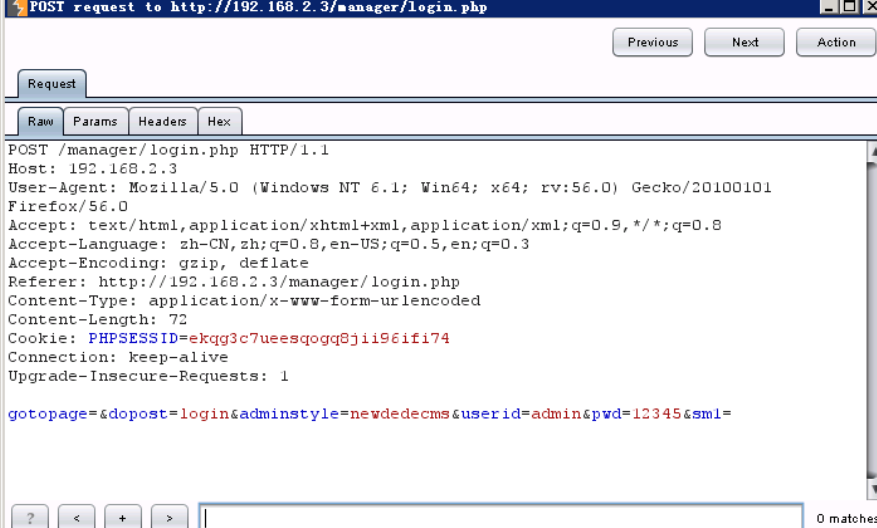 POST request to http://192.168.2.3/manager/login.php
Previous Next Action
Request
Raw Params Headers Hex
POST /manager/login.php HTTP/1.1
Host: 192.168.2.3
User-Agent: Mozilla/5.0 (Windows NT 6.1; Win64; x64; rv:56.0) Gecko/20100101
Firefox/56.0
Accept: text/html,application/xhtml+xml,application/xml;q=0.9,*/*;q=0.8
Accept-Language: zh-CN,zh;q=0.8,en-US;q=0.5,en;q=0.3
Accept-Encoding: gzip, deflate
Referer: http://192.168.2.3/manager/login.php
Content-Type: application/x-www-form-urlencoded
Content-Length: 72
Cookie: PHPSESSID=ekqg3c7ueesqogq8jii96ifi74
Connection: keep-alive
Upgrade-Insecure-Requests: 1
gotopage=&dopost=login&adminstyle=newdedecms&userid=admin&pwd=12345&sm1=
? < + > 0 matches